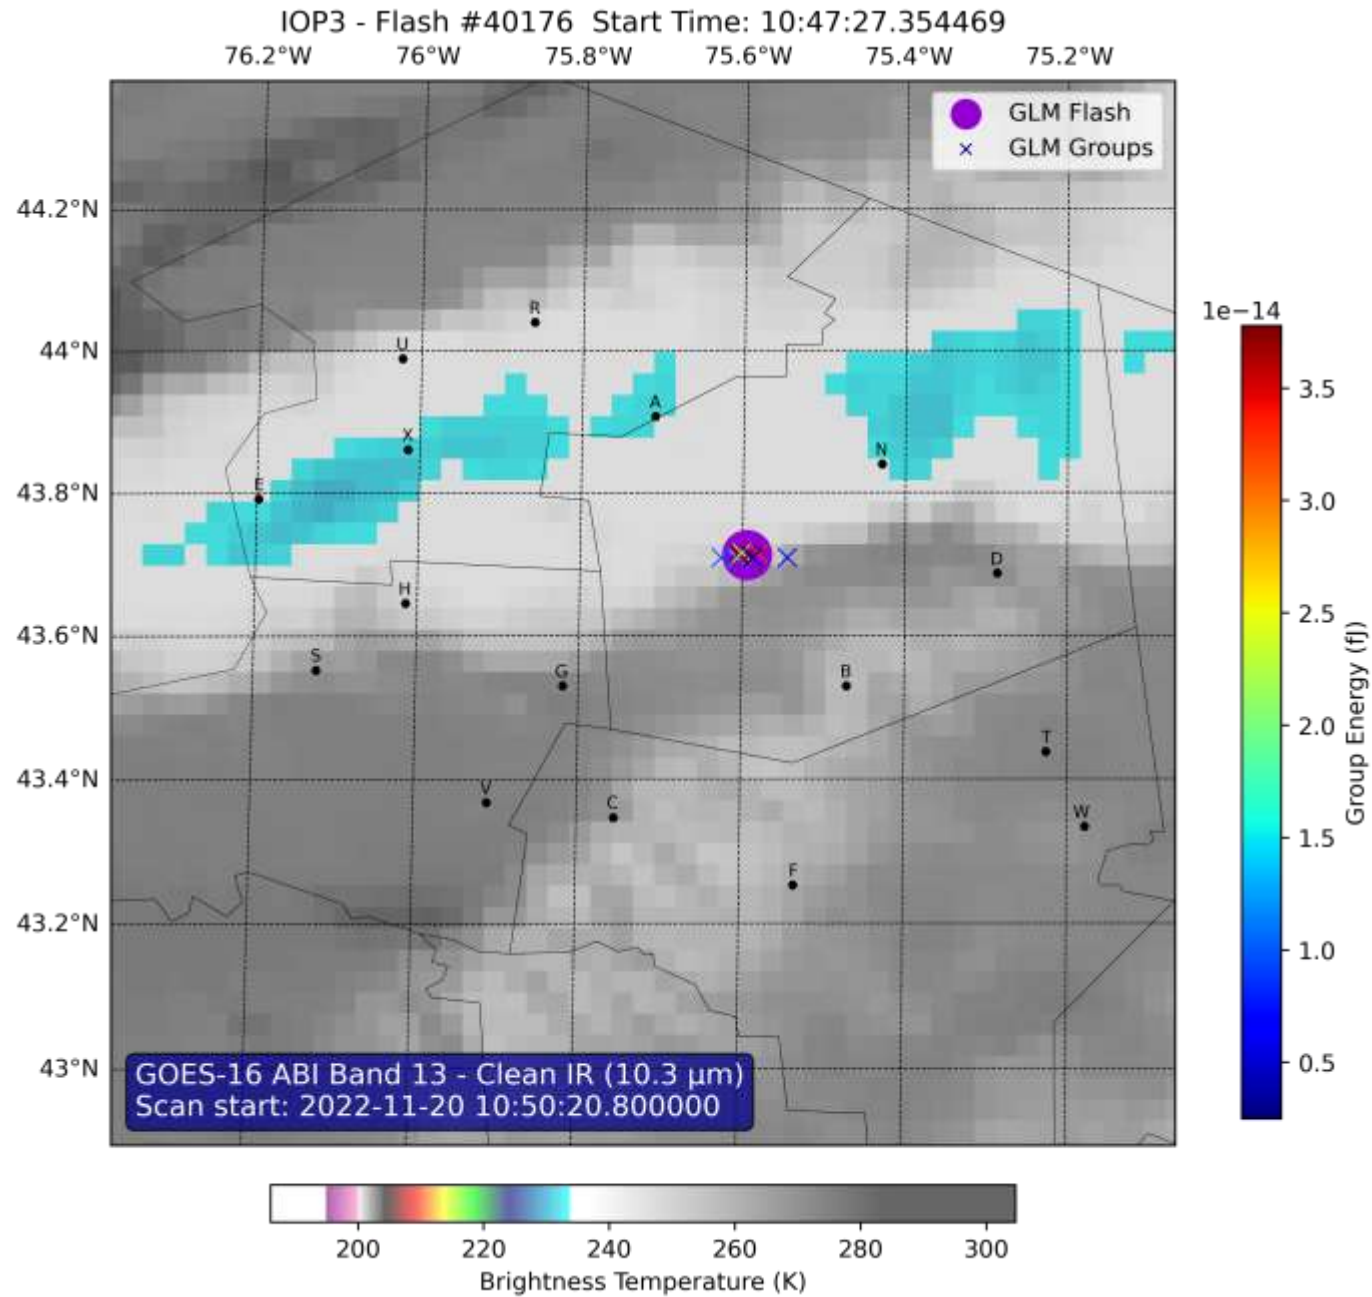 IOP3 - Flash #40176 Start Time: 10:47:27.354469
76.2°W 76°W 75.8°W 75.6°W 75.4°W 75.2°W
GLM Flash
GLM Groups
44.2°N
R
1e−14
U
44°N
3.5
A
X
N
43.8°N
E
3.0
D
H
2.5
43.6°N
S
G
B
Group Energy (fJ)
2.0
T
43.4°N
V
C
W
1.5
F
43.2°N
1.0
43°N
0.5
GOES-16 ABI Band 13 - Clean IR (10.3 μm)
Scan start: 2022-11-20 10:50:20.800000
200 220 240 260 280 300
Brightness Temperature (K)